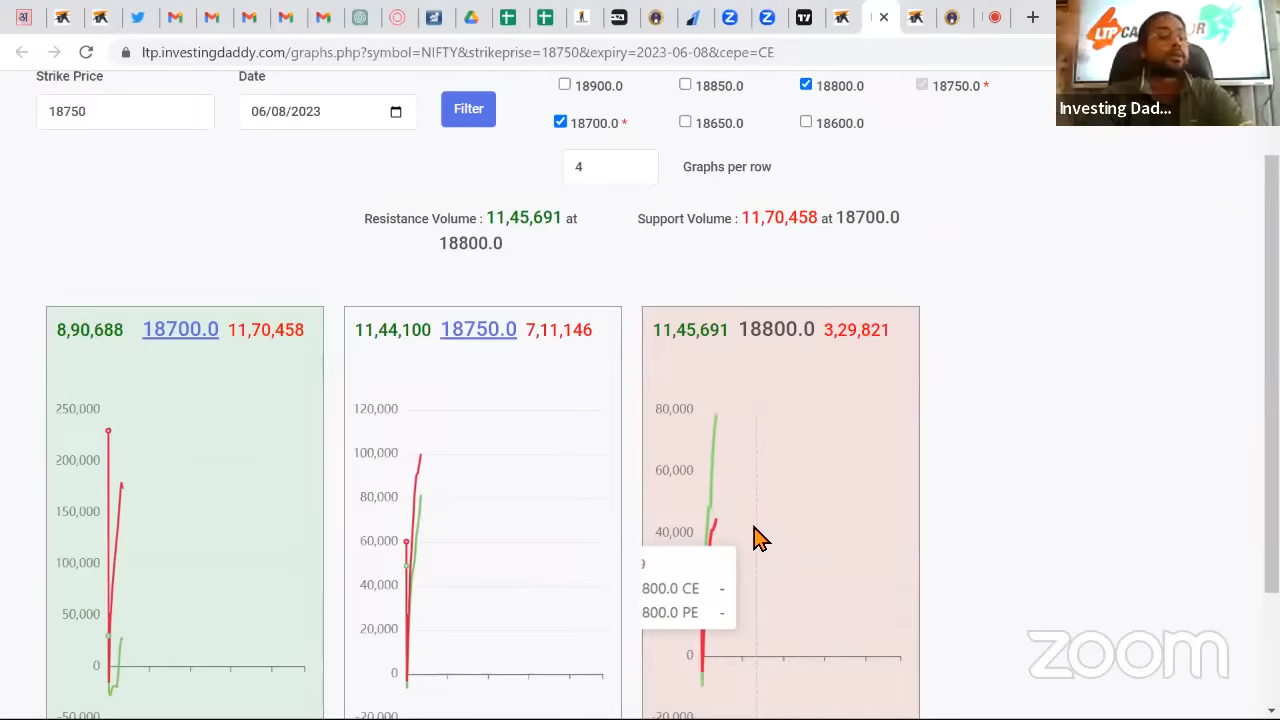 अ
ltp.investingdaddy.com/graphs.php?symbol=NIFTY&strikeprise=18750&expiry=2023-06-08&cepe=CE
LTP CA OR
Investing Dad...
Strike Price
Date
18750
06/08/2023
Filter
18900.0
18850.0
18800.0
18750.0 *
18700.0 *
18650.0
18600.0
4
Graphs per row
Resistance Volume : 11,45,691 at
18800.0
Support Volume : 11,70,458 at 18700.0
8,90,688 18700.0 11,70,458
250,000
200,000
150,000
100,000
50,000
0
-50,000
11,44,100 18750.0 7,11,146
120,000
100,000
80,000
60,000
40,000
20,000
0
-20,000
11,45,691 18800.0 3,29,821
80,000
60,000
40,000
800.0 CE -
800.0 PE -
0
-20,000
zoom